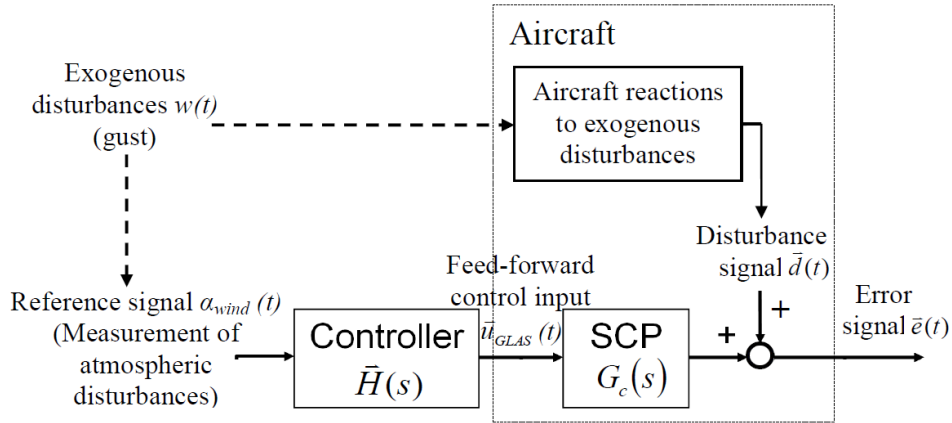 Aircraft
Exogenous
disturbances w(t)
(gust)
Aircraft reactions
to exogenous
disturbances
Disturbance
signal d̄(t)
Reference signal α_wind (t)
(Measurement of
atmospheric
disturbances)
Controller
H̄(s)
Feed-forward
control input
ū_GLAS (t)
SCP
G_c(s)
+
+
Error
signal ē(t)